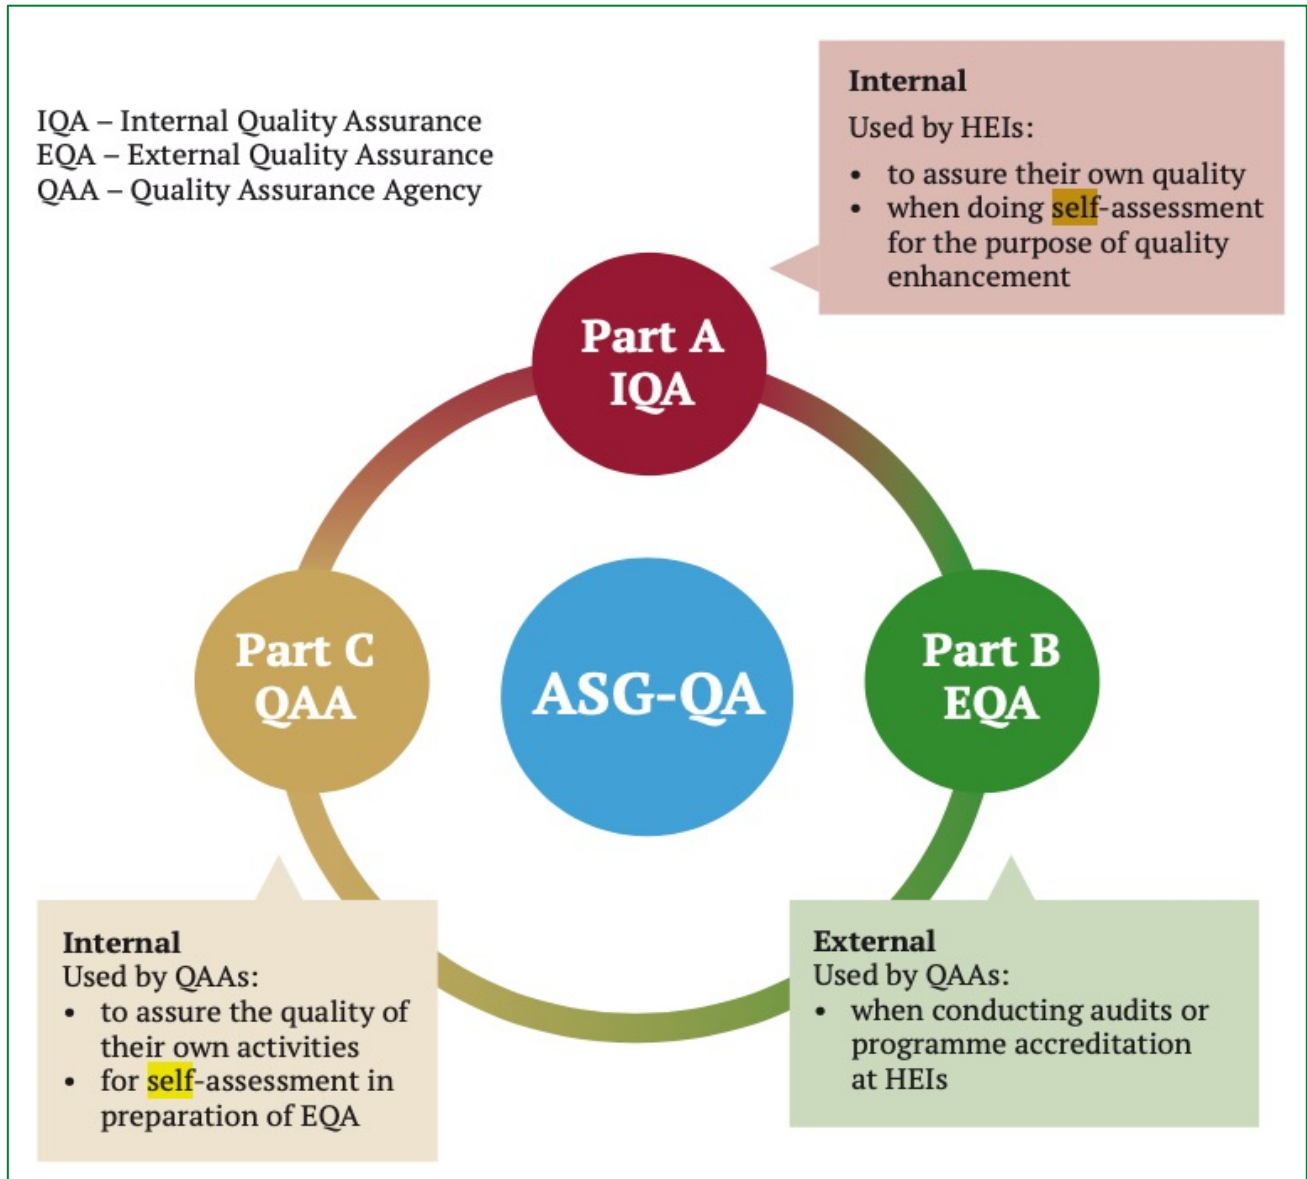 IQA – Internal Quality Assurance
EQA – External Quality Assurance
QAA – Quality Assurance Agency
Internal
Used by HEIs:
• to assure their own quality
• when doing self-assessment
for the purpose of quality
enhancement
Part A
IQA
Part C
QAA
ASG-QA
Part B
EQA
Internal
Used by QAAs:
• to assure the quality of
their own activities
• for self-assessment in
preparation of EQA
External
Used by QAAs:
• when conducting audits or
programme accreditation
at HEIs